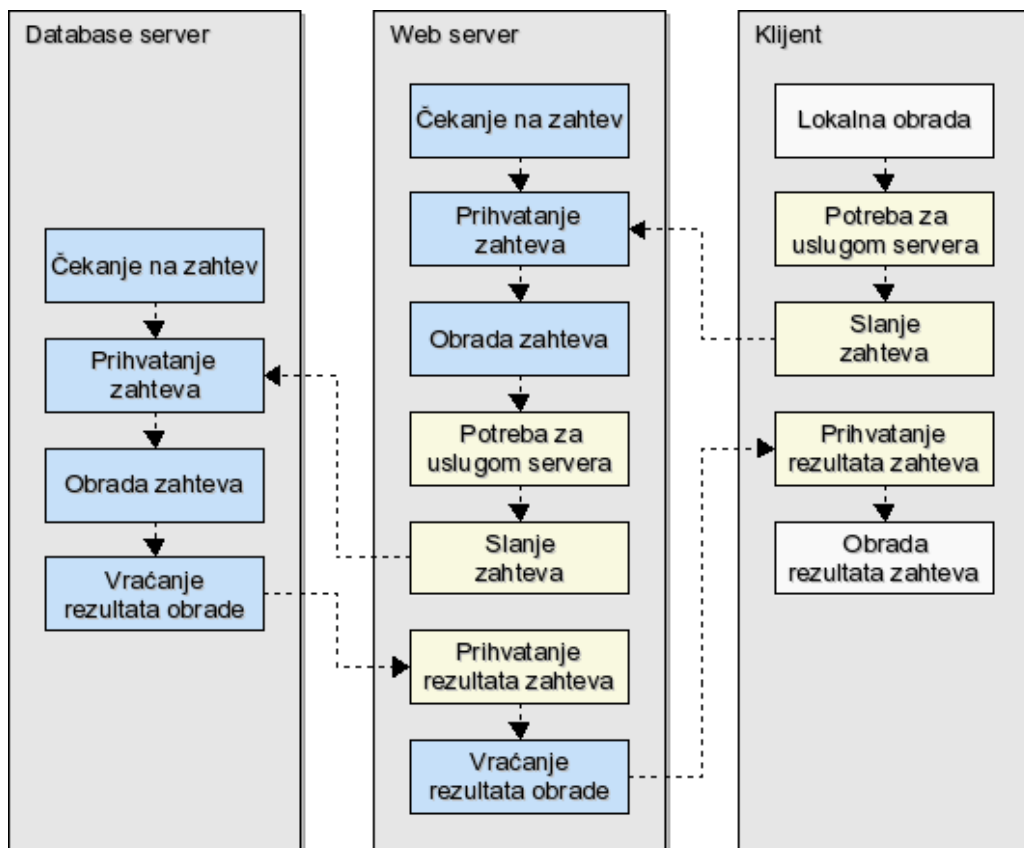 Database server
Čekanje na zahtev
Prihvatanje
zahteva
Obrada zahteva
Vraćanje
rezultata obrade
Web server
Čekanje na zahtev
Prihvatanje
zahteva
Obrada zahteva
Potreba za
uslugom servera
Slanje
zahteva
Prihvatanje
rezultata zahteva
Vraćanje
rezultata obrade
Klijent
Lokalna obrada
Potreba za
uslugom servera
Slanje
zahteva
Prihvatanje
rezultata zahteva
Obrada
rezultata zahteva